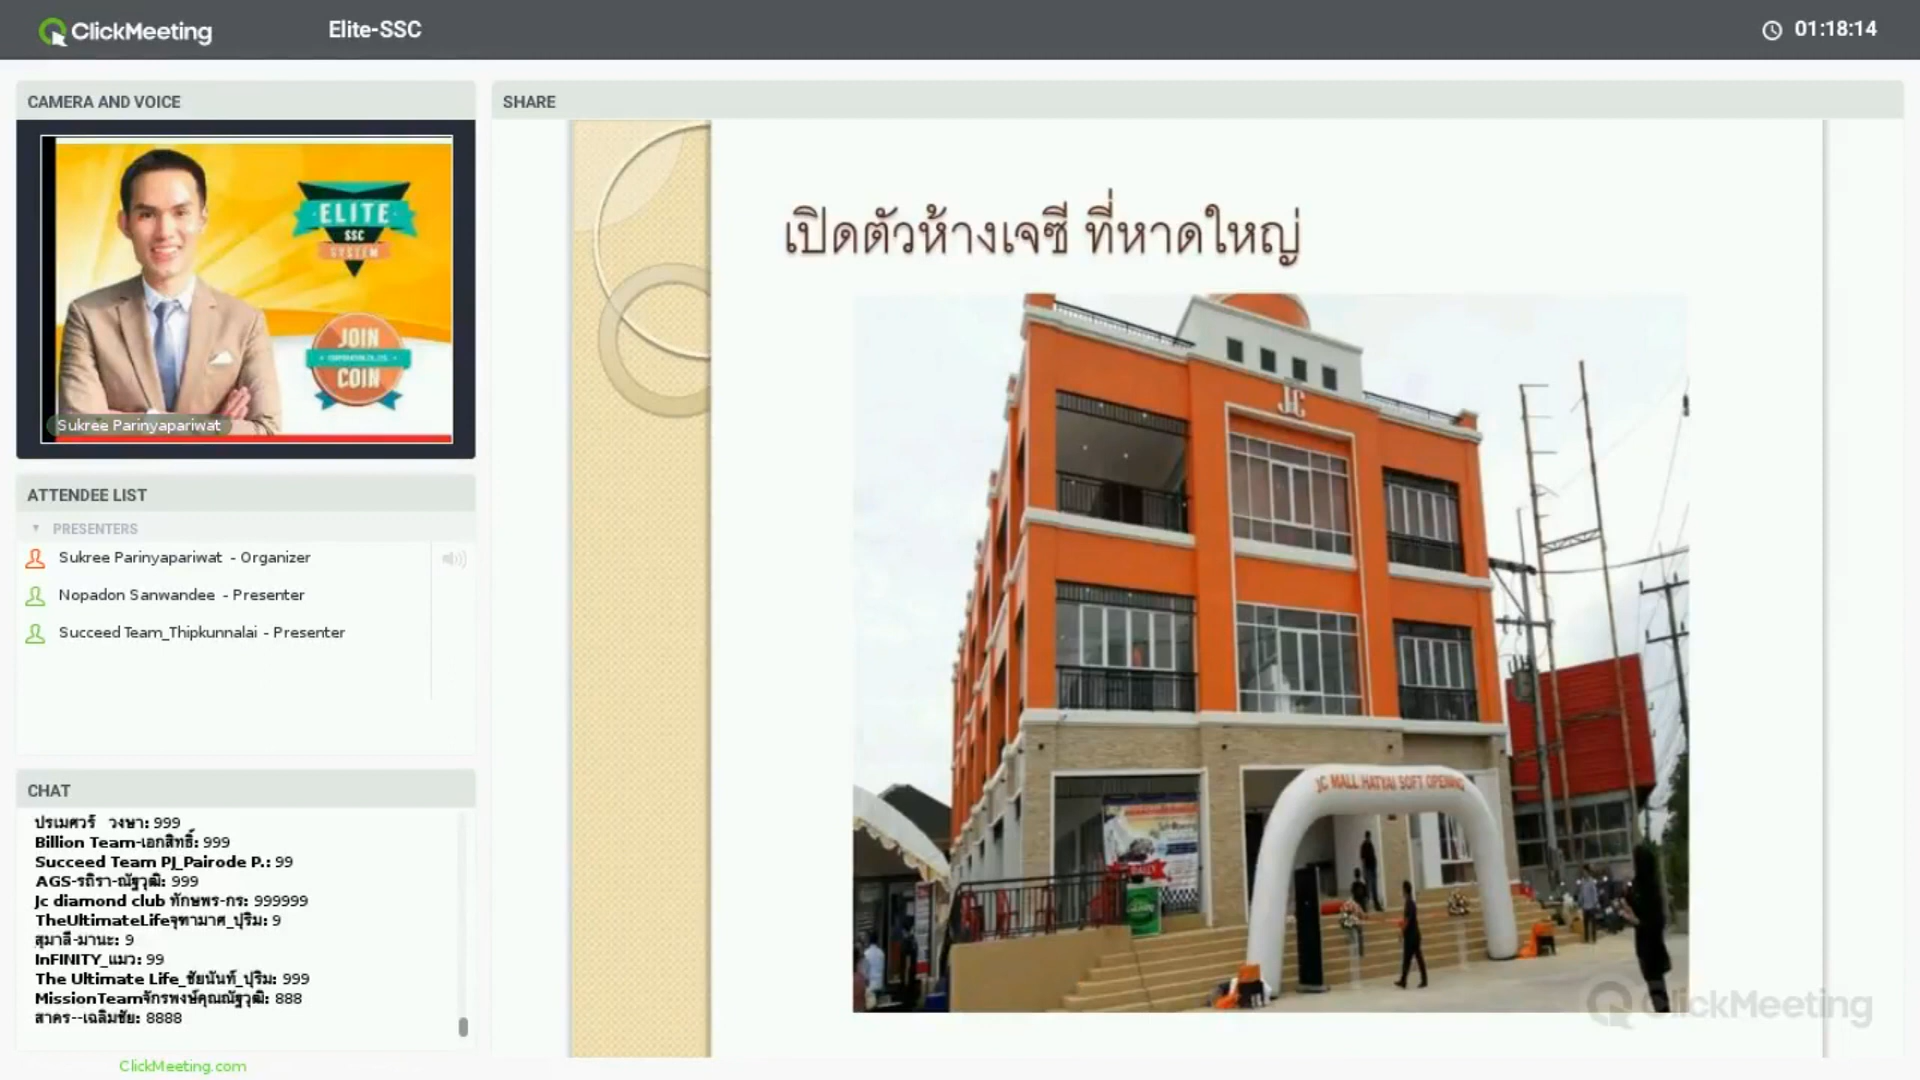 ClickMeeting
Elite-SSC
01:18:14
CAMERA AND VOICE
ELITE
SSC
SYSTEM
JOIN
COIN
Sukree Parinyapariwat
ATTENDEE LIST
PRESENTERS
Sukree Parinyapariwat - Organizer
Nopadon Sanwandee - Presenter
Succeed Team_Thipkunnalai - Presenter
CHAT
ปรเมศวร์ วงษา: 999
Billion Team-เอกสิทธิ์: 999
Succeed Team PJ_Pairode P.: 99
AGS-รถิรา-ณัฐวุฒิ: 999
Jc diamond club ทักษพร-กร: 999999
TheUltimateLifeจุฑามาศ_ปุริม: 9
สุมาลี-มานะ: 9
InFINITY_แมว: 99
The Ultimate Life_ชัยนันท์_ปุริม: 999
MissionTeamจักรพงษ์คุณณัฐวุฒิ: 888
สาคร--เฉลิมชัย: 8888
ClickMeeting.com
SHARE
เปิดตัวห้างเจซี ที่หาดใหญ่
JC
JC MALL HATYAI SOFT OPENING
ClickMeeting